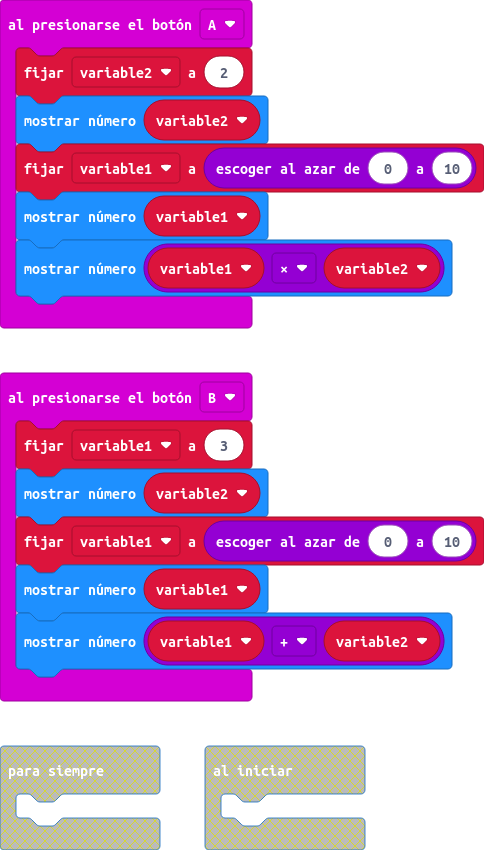 al presionarse el botón A
fijar variable2 a 2
mostrar número variable2
fijar variable1 a escoger al azar de 0 a 10
mostrar número variable1
mostrar número variable1 × variable2
al presionarse el botón B
fijar variable1 a 3
mostrar número variable2
fijar variable1 a escoger al azar de 0 a 10
mostrar número variable1
mostrar número variable1 + variable2
para siempre
al iniciar